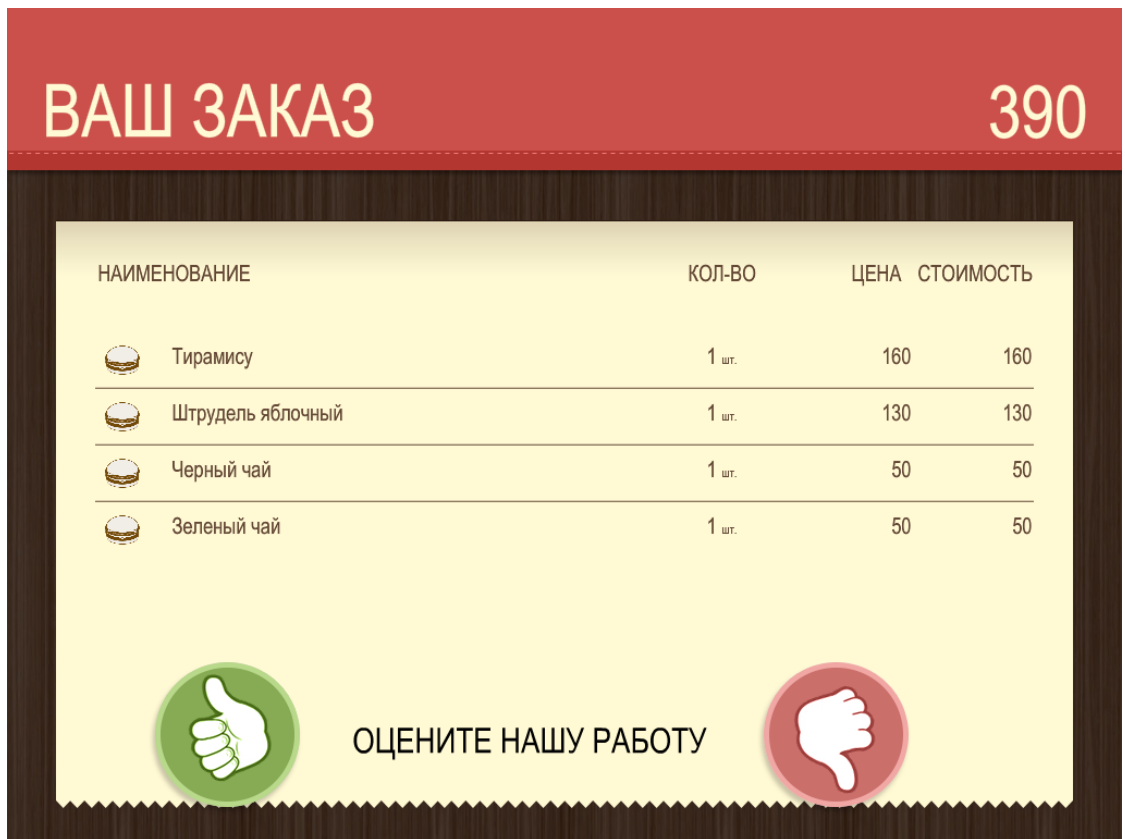 ВАШ ЗАКАЗ 390
НАИМЕНОВАНИЕ КОЛ-ВО ЦЕНА СТОИМОСТЬ
Тирамису 1 шт. 160 160
Штрудель яблочный 1 шт. 130 130
Черный чай 1 шт. 50 50
Зеленый чай 1 шт. 50 50
ОЦЕНИТЕ НАШУ РАБОТУ